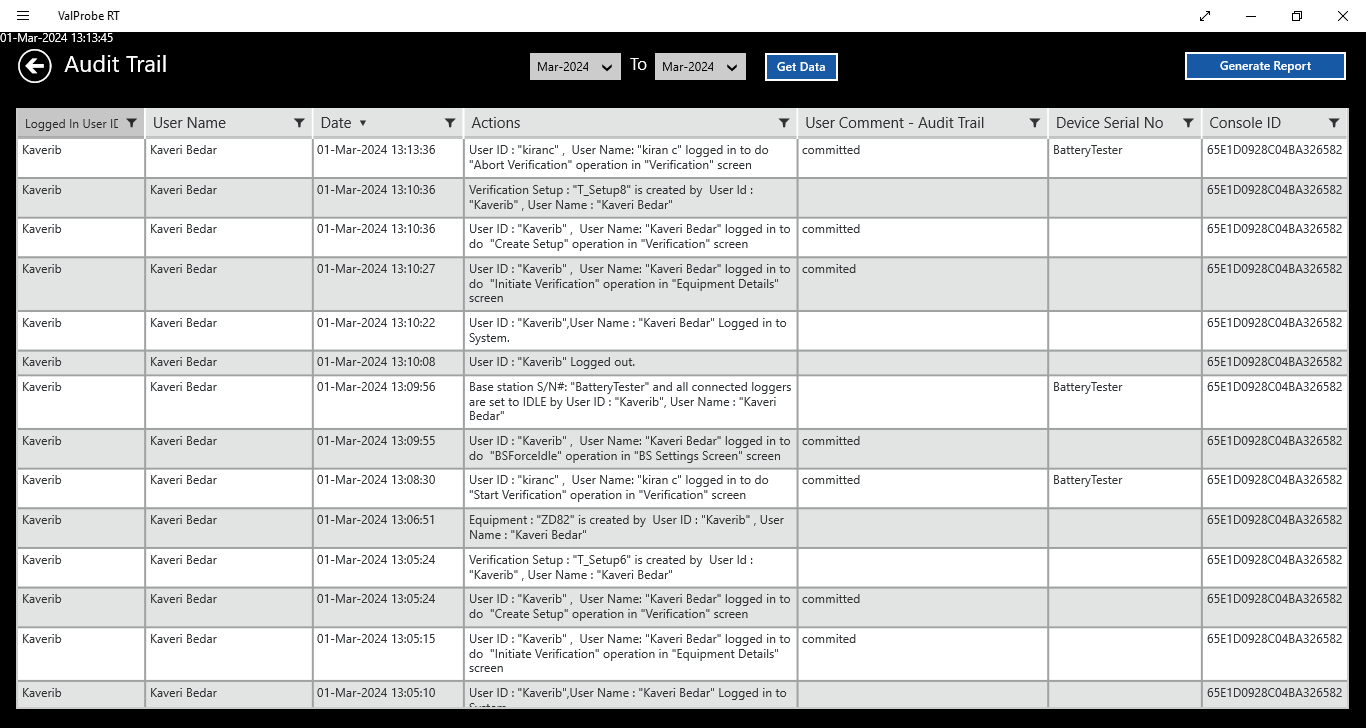 ValProbe RT
01-Mar-2024 13:13:45
Audit Trail
Mar-2024 To Mar-2024 Get Data Generate Report
Logged In User ID User Name Date Actions User Comment - Audit Trail Device Serial No Console ID
Kaverib Kaveri Bedar 01-Mar-2024 13:13:36 User ID : "kiranc" , User Name: "kiran c" logged in to do committed BatteryTester 65E1D0928C04BA326582
"Abort Verification" operation in "Verification" screen
Kaverib Kaveri Bedar 01-Mar-2024 13:10:36 Verification Setup : "T_Setup8" is created by User Id : 65E1D0928C04BA326582
"Kaverib" , User Name : "Kaveri Bedar"
Kaverib Kaveri Bedar 01-Mar-2024 13:10:36 User ID : "Kaverib" , User Name: "Kaveri Bedar" logged in to committed 65E1D0928C04BA326582
do "Create Setup" operation in "Verification" screen
Kaverib Kaveri Bedar 01-Mar-2024 13:10:27 User ID : "Kaverib" , User Name: "Kaveri Bedar" logged in to commited 65E1D0928C04BA326582
do "Initiate Verification" operation in "Equipment Details"
screen
Kaverib Kaveri Bedar 01-Mar-2024 13:10:22 User ID : "Kaverib",User Name : "Kaveri Bedar" Logged in to 65E1D0928C04BA326582
System.
Kaverib Kaveri Bedar 01-Mar-2024 13:10:08 User ID : "Kaverib" Logged out. 65E1D0928C04BA326582
Kaverib Kaveri Bedar 01-Mar-2024 13:09:56 Base station S/N#: "BatteryTester" and all connected loggers BatteryTester 65E1D0928C04BA326582
are set to IDLE by User ID : "Kaverib", User Name : "Kaveri
Bedar"
Kaverib Kaveri Bedar 01-Mar-2024 13:09:55 User ID : "Kaverib" , User Name: "Kaveri Bedar" logged in to committed 65E1D0928C04BA326582
do "BSForceIdle" operation in "BS Settings Screen" screen
Kaverib Kaveri Bedar 01-Mar-2024 13:08:30 User ID : "kiranc" , User Name: "kiran c" logged in to do committed BatteryTester 65E1D0928C04BA326582
"Start Verification" operation in "Verification" screen
Kaverib Kaveri Bedar 01-Mar-2024 13:06:51 Equipment : "ZD82" is created by User ID : "Kaverib" , User 65E1D0928C04BA326582
Name : "Kaveri Bedar"
Kaverib Kaveri Bedar 01-Mar-2024 13:05:24 Verification Setup : "T_Setup6" is created by User Id : 65E1D0928C04BA326582
"Kaverib" , User Name : "Kaveri Bedar"
Kaverib Kaveri Bedar 01-Mar-2024 13:05:24 User ID : "Kaverib" , User Name: "Kaveri Bedar" logged in to committed 65E1D0928C04BA326582
do "Create Setup" operation in "Verification" screen
Kaverib Kaveri Bedar 01-Mar-2024 13:05:15 User ID : "Kaverib" , User Name: "Kaveri Bedar" logged in to commited 65E1D0928C04BA326582
do "Initiate Verification" operation in "Equipment Details"
screen
Kaverib Kaveri Bedar 01-Mar-2024 13:05:10 User ID : "Kaverib",User Name : "Kaveri Bedar" Logged in to 65E1D0928C04BA326582